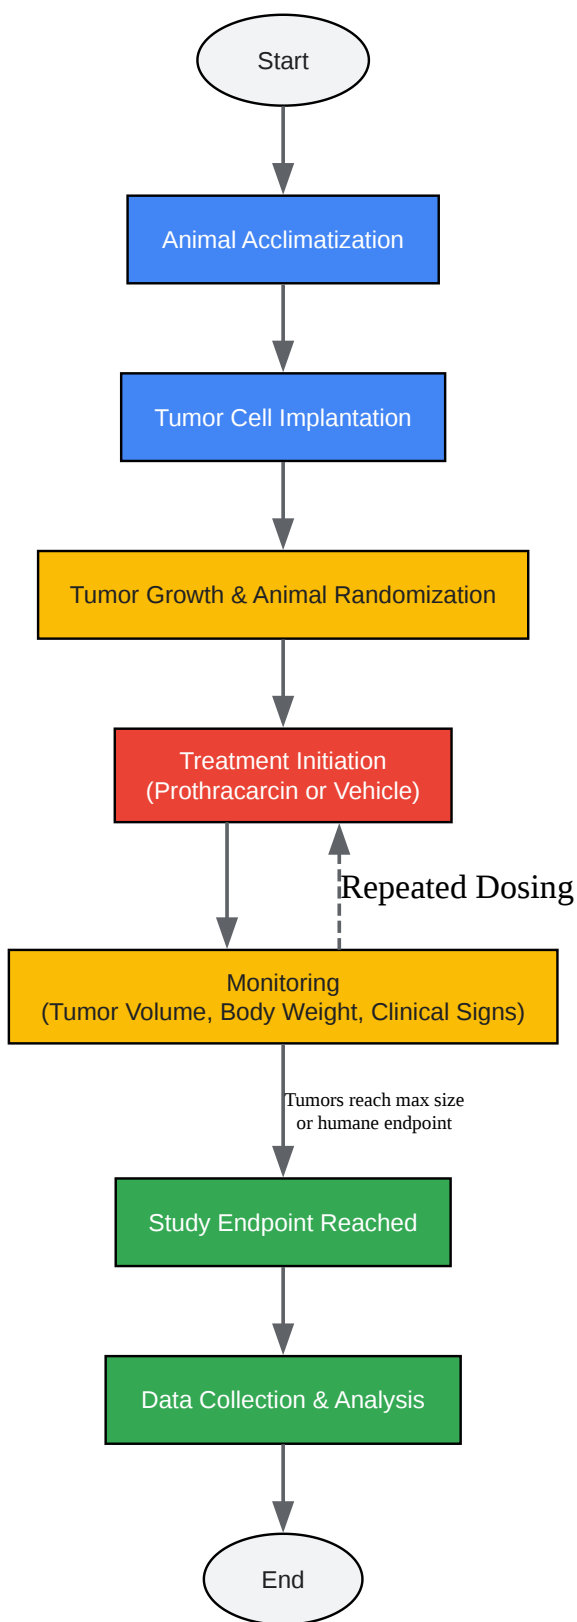 Start
Animal Acclimatization
Tumor Cell Implantation
Tumor Growth & Animal Randomization
Treatment Initiation
(Prothracarcin or Vehicle)
Repeated Dosing
Monitoring
(Tumor Volume, Body Weight, Clinical Signs)
Tumors reach max size
or humane endpoint
Study Endpoint Reached
Data Collection & Analysis
End